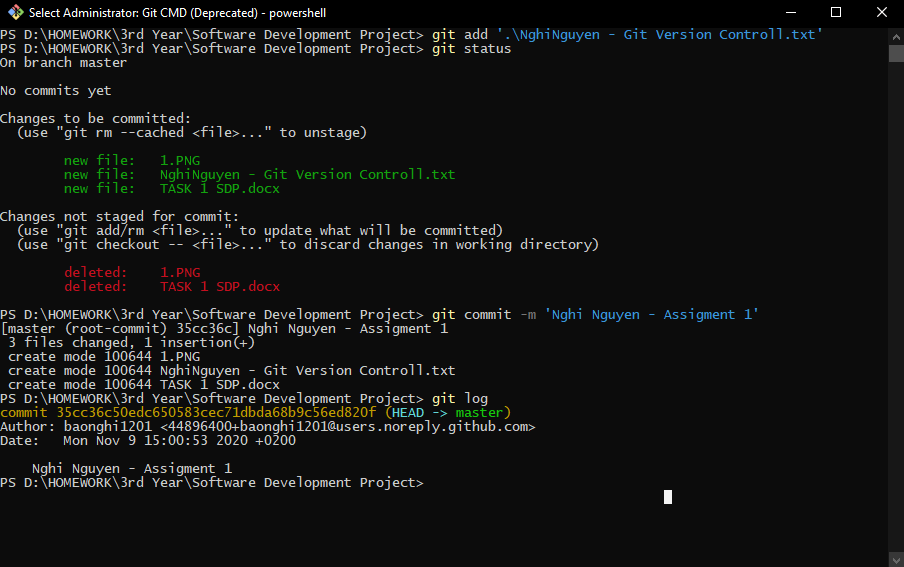 Select Administrator: Git CMD (Deprecated) - powershell
PS D:\HOMEWORK\3rd Year\Software Development Project> git add '.\NghiNguyen - Git Version Controll.txt'
PS D:\HOMEWORK\3rd Year\Software Development Project> git status
On branch master

No commits yet

Changes to be committed:
  (use "git rm --cached <file>..." to unstage)

        new file:   1.PNG
        new file:   NghiNguyen - Git Version Controll.txt
        new file:   TASK 1 SDP.docx

Changes not staged for commit:
  (use "git add/rm <file>..." to update what will be committed)
  (use "git checkout -- <file>..." to discard changes in working directory)

        deleted:    1.PNG
        deleted:    TASK 1 SDP.docx

PS D:\HOMEWORK\3rd Year\Software Development Project> git commit -m 'Nghi Nguyen - Assigment 1'
[master (root-commit) 35cc36c] Nghi Nguyen - Assigment 1
 3 files changed, 1 insertion(+)
 create mode 100644 1.PNG
 create mode 100644 NghiNguyen - Git Version Controll.txt
 create mode 100644 TASK 1 SDP.docx
PS D:\HOMEWORK\3rd Year\Software Development Project> git log
commit 35cc36c50edc650583cec71dbda68b9c56ed820f (HEAD -> master)
Author: baonghi1201 <44896400+baonghi1201@users.noreply.github.com>
Date:   Mon Nov 9 15:00:53 2020 +0200

    Nghi Nguyen - Assigment 1
PS D:\HOMEWORK\3rd Year\Software Development Project>